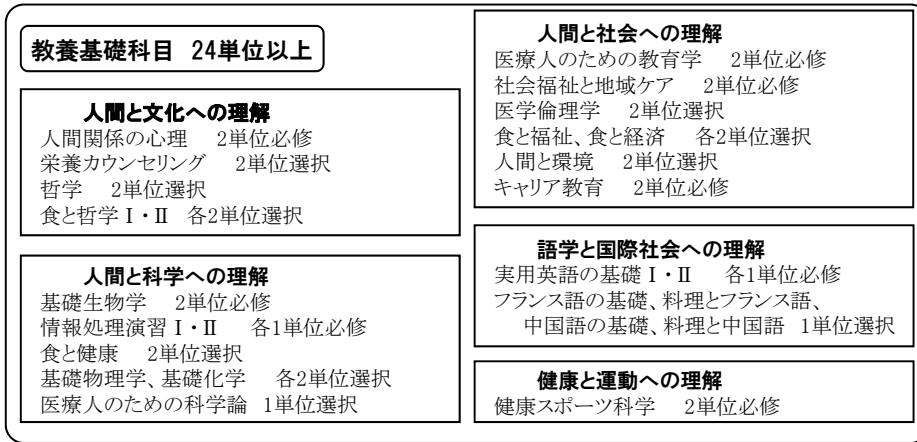 教養基礎科目 24単位以上
人間と文化への理解
人間関係の心理 2単位必修
栄養カウンセリング 2単位選択
哲学 2単位選択
食と哲学Ⅰ・Ⅱ 各2単位選択
人間と科学への理解
基礎生物学 2単位必修
情報処理演習Ⅰ・Ⅱ 各1単位必修
食と健康 2単位選択
基礎物理学、基礎化学 各2単位選択
医療人のための科学論 1単位選択
人間と社会への理解
医療人のための教育学 2単位必修
社会福祉と地域ケア 2単位必修
医学倫理学 2単位選択
食と福祉、食と経済 各2単位選択
人間と環境 2単位選択
キャリア教育 2単位必修
語学と国際社会への理解
実用英語の基礎Ⅰ・Ⅱ 各1単位必修
フランス語の基礎、料理とフランス語、
中国語の基礎、料理と中国語 1単位選択
健康と運動への理解
健康スポーツ科学 2単位必修